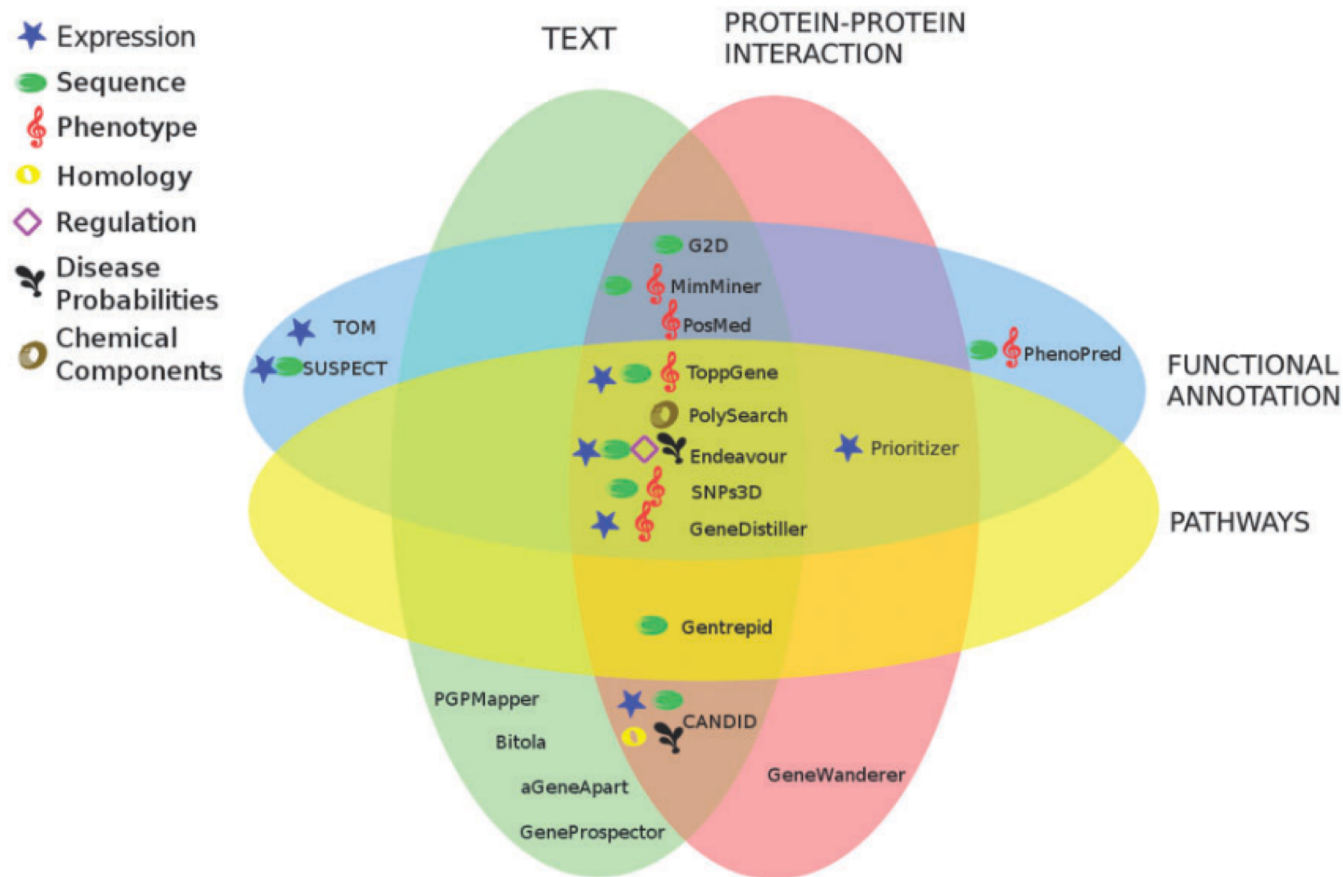 Expression
Sequence
Phenotype
Homology
Regulation
Disease
Probabilities
Chemical
Components
TEXT
PROTEIN-PROTEIN
INTERACTION
FUNCTIONAL
ANNOTATION
PATHWAYS
G2D
MimMiner
PosMed
TOM
SUSPECT
PhenoPred
ToppGene
PolySearch
Endeavour
Prioritizer
SNPs3D
GeneDistiller
Gentrepid
PGPMapper
CANDID
Bitola
aGeneApart
GeneWanderer
GeneProspector